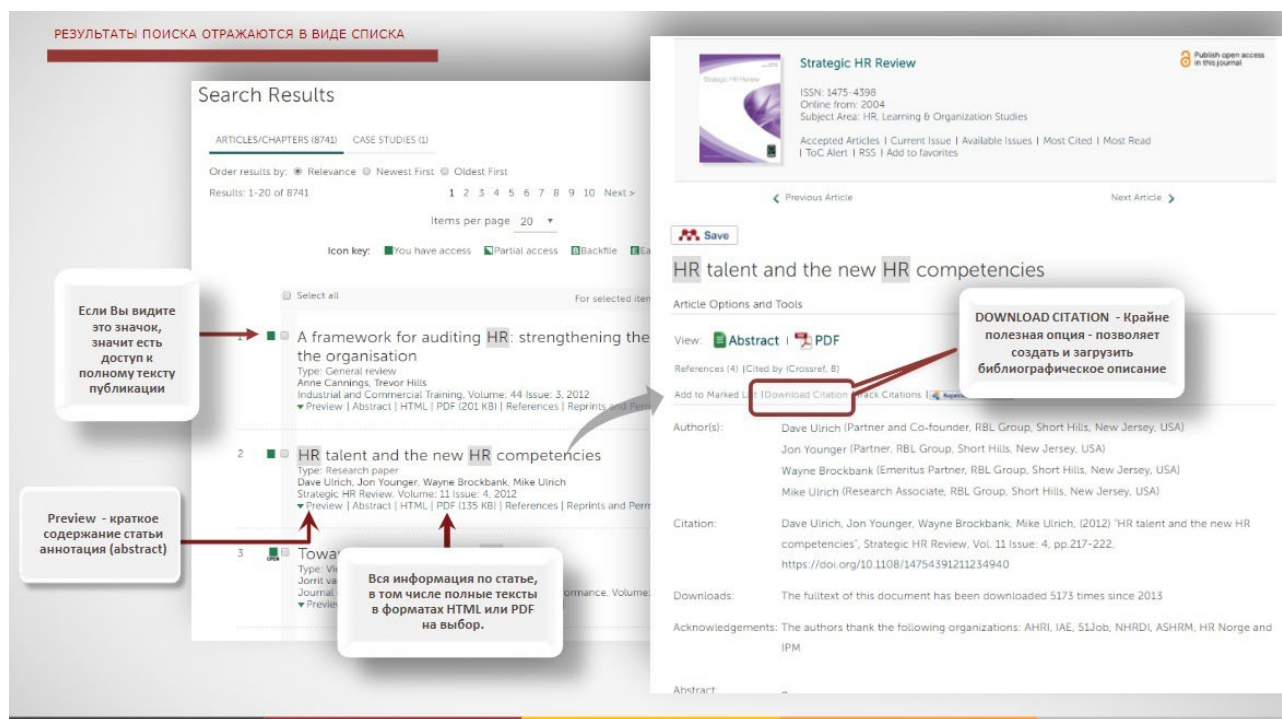 РЕЗУЛЬТАТЫ ПОИСКА ОТРАЖАЮТСЯ В ВИДЕ СПИСКА
Search Results
ARTICLES/CHAPTERS (8741) CASE STUDIES (1)
Order results by: Relevance Newest First Oldest First
Results: 1-20 of 8741 1 2 3 4 5 6 7 8 9 10 Next >
Items per page 20
Icon key: You have access Partial access Backfile
Select all For selected
Если Вы видите
это значок,
значит есть
доступ к
полному тексту
публикации
1 A framework for auditing HR: strengthening the
the organisation
Type: General review
Anne Cannings, Trevor Hills
Industrial and Commercial Training, Volume: 44 Issue: 3, 2012
Preview | Abstract | HTML | PDF (201 KB) | References | Reprints and
2 HR talent and the new HR competencies
Type: Research paper
Dave Ulrich, Jon Younger, Wayne Brockbank, Mike Ulrich
Strategic HR Review, Volume: 11 Issue: 4, 2012
Preview | Abstract | HTML | PDF (135 KB) | References | Reprints and
Preview - краткое
содержание статьи
аннотация (abstract)
3 OPEN
Type:
Journal
Volume:
Вся информация по статье,
в том числе полные тексты
в форматах HTML или PDF
на выбор.
Strategic HR Review
Strategic HR Review
Publish open access
in this journal
ISSN: 1475-4398
Online from: 2004
Subject Area: HR, Learning & Organization Studies
Accepted Articles | Current Issue | Available Issues | Most Cited | Most Read
| ToC Alert | RSS | Add to favorites
Previous Article Next Article
Save
HR talent and the new HR competencies
Article Options and Tools
View: Abstract | PDF
References (4) |Cited by (Crossref, 8)
Add to Marked List |Download Citation |Track Citations |
DOWNLOAD CITATION - Крайне
полезная опция - позволяет
создать и загрузить
библиографическое описание
Author(s): Dave Ulrich (Partner and Co-founder, RBL Group, Short Hills, New Jersey, USA)
Jon Younger (Partner, RBL Group, Short Hills, New Jersey, USA)
Wayne Brockbank (Emeritus Partner, RBL Group, Short Hills, New Jersey, USA)
Mike Ulrich (Research Associate, RBL Group, Short Hills, New Jersey, USA)
Citation: Dave Ulrich, Jon Younger, Wayne Brockbank, Mike Ulrich, (2012) "HR talent and the new HR
competencies", Strategic HR Review, Vol. 11 Issue: 4, pp.217-222,
https://doi.org/10.1108/14754391211234940
Downloads: The fulltext of this document has been downloaded 5173 times since 2013
Acknowledgements: The authors thank the following organizations: AHRI, IAE, 51Job, NHRDI, ASHRM, HR Norge and
IPM
Abstract: